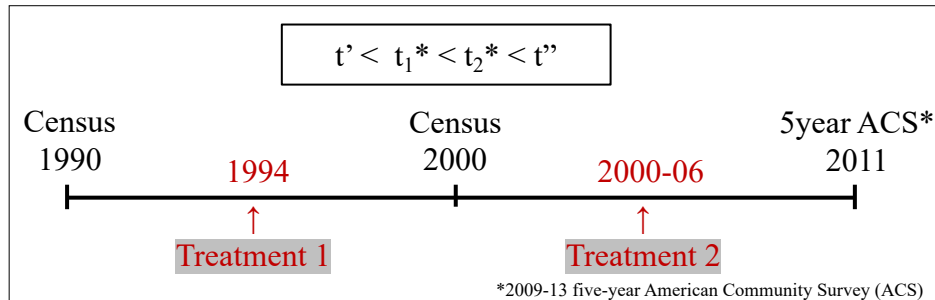 t’ < t₁* < t₂* < t”
Census
1990
Census
2000
5year ACS*
2011
1994
2000-06
↑
↑
Treatment 1
Treatment 2
*2009-13 five-year American Community Survey (ACS)